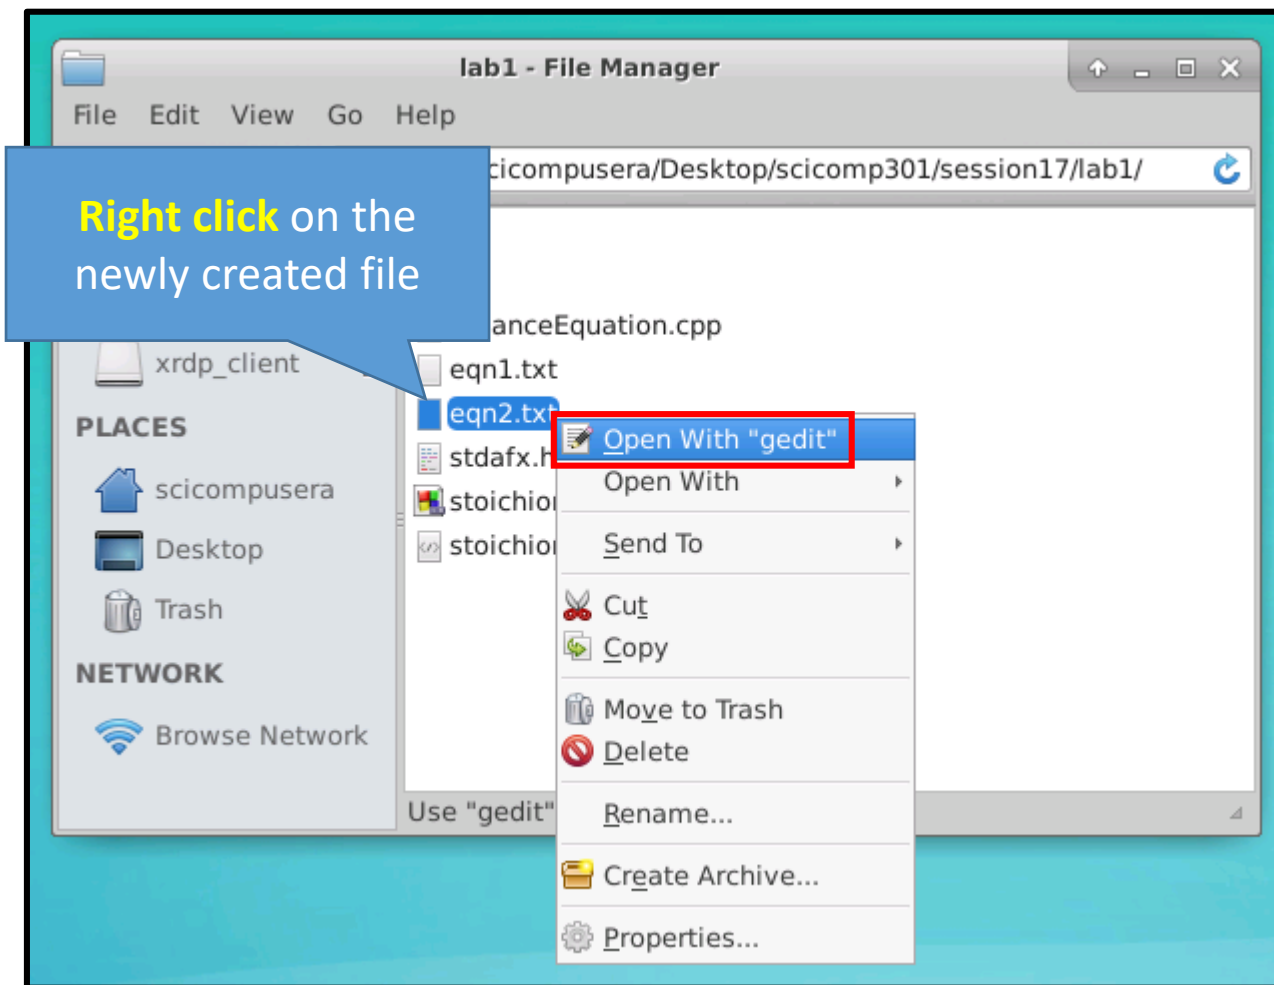 lab1 - File Manager
File Edit View Go Help
cicompusera/Desktop/scicomp301/session17/lab1/
Right click on the
newly created file
anceEquation.cpp
xrdp_client
eqn1.txt
eqn2.txt
PLACES
Open With "gedit"
stdafx.h
Open With
scicompusera
stoichio
Send To
Desktop
stoichio
Trash
Cut
Copy
NETWORK
Move to Trash
Browse Network
Delete
Use "gedit"
Rename...
Create Archive...
Properties...